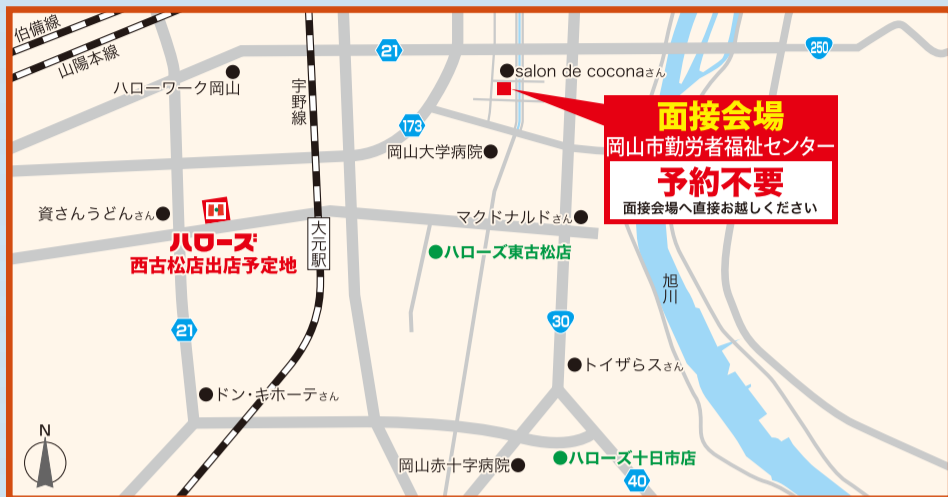 伯備線
山陽本線
ハローワーク岡山
宇野線
21
250
salon de coconaさん
173
岡山大学病院
面接会場
岡山市勤労者福祉センター
予約不要
面接会場へ直接お越しください
資さんうどんさん
ハローズ
西古松店出店予定地
大元駅
マクドナルドさん
ハローズ東古松店
旭川
21
30
トイザらスさん
ドン・キホーテさん
N
岡山赤十字病院
ハローズ十日市店
40